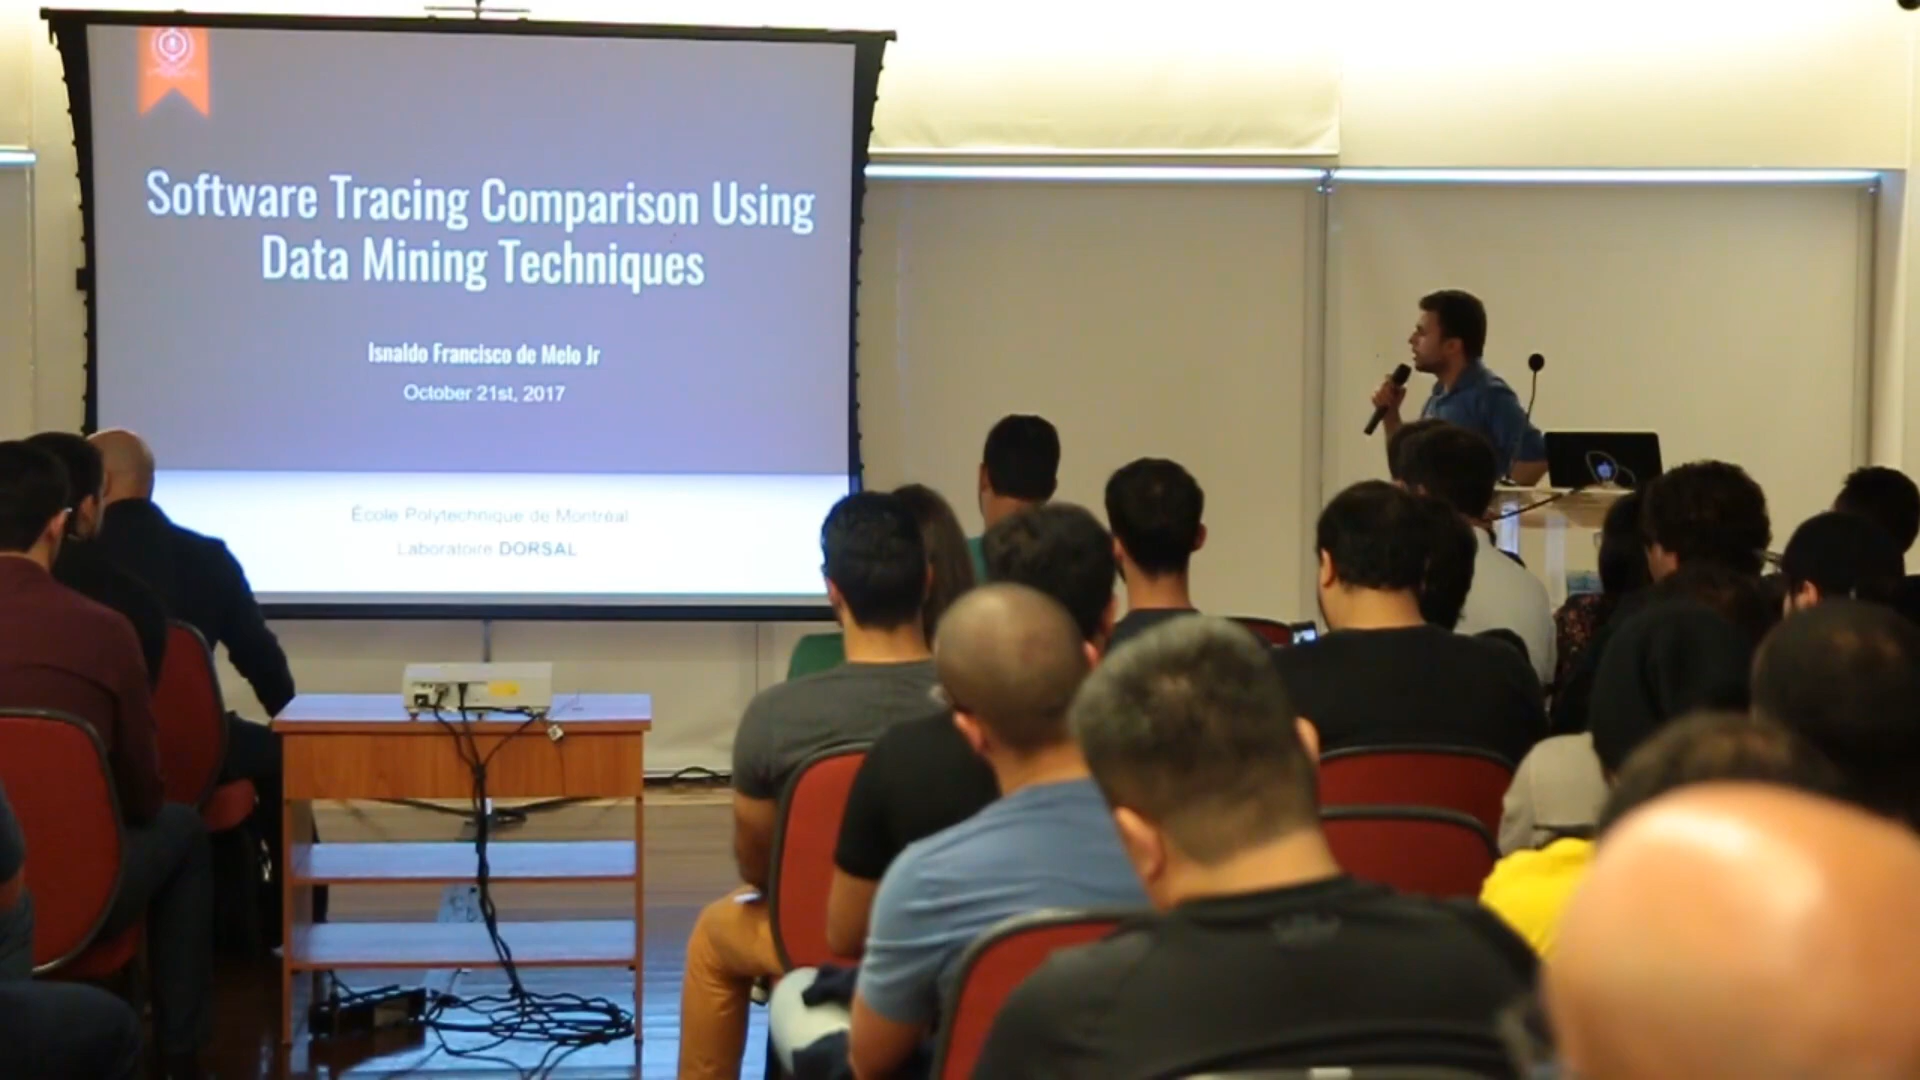 Software Tracing Comparison Using
Data Mining Techniques
Isnaldo Francisco de Melo Jr
October 21st, 2017
École Polytechnique de Montréal
Laboratoire DORSAL